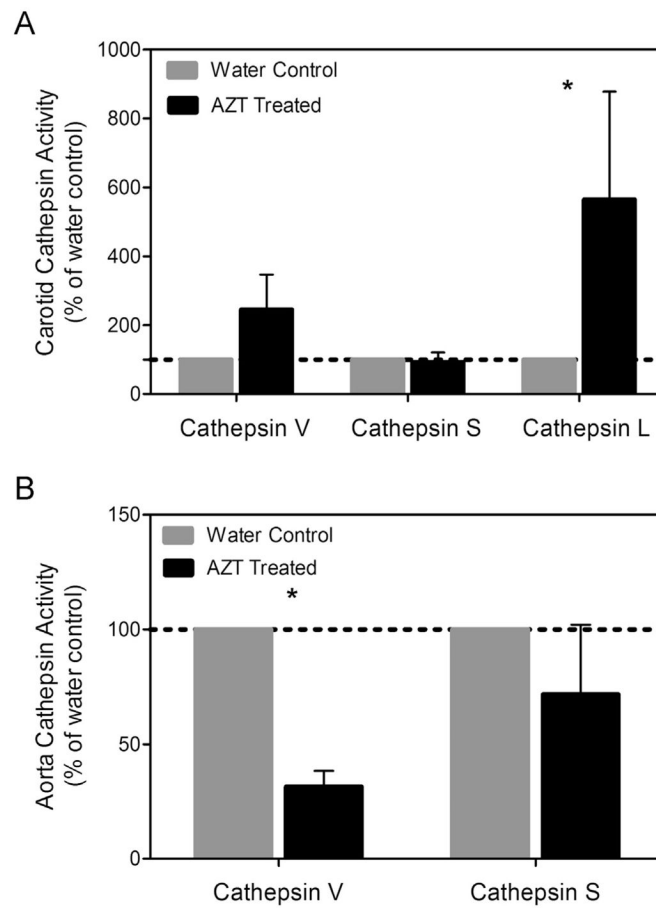 A
Carotid Cathepsin Activity
(% of water control)
1000
800
600
400
200
0
Water Control
AZT Treated
*
Cathepsin V
Cathepsin S
Cathepsin L
B
Aorta Cathepsin Activity
(% of water control)
150
100
50
0
Water Control
AZT Treated
*
Cathepsin V
Cathepsin S